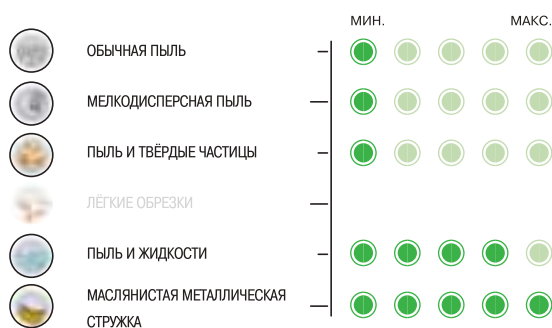 МИН. МАКС.
ОБЫЧНАЯ ПЫЛЬ
МЕЛКОДИСПЕРСНАЯ ПЫЛЬ
ПЫЛЬ И ТВЁРДЫЕ ЧАСТИЦЫ
ЛЁГКИЕ ОБРЕЗКИ
ПЫЛЬ И ЖИДКОСТИ
МАСЛЯНИСТАЯ МЕТАЛЛИЧЕСКАЯ
СТРУЖКА